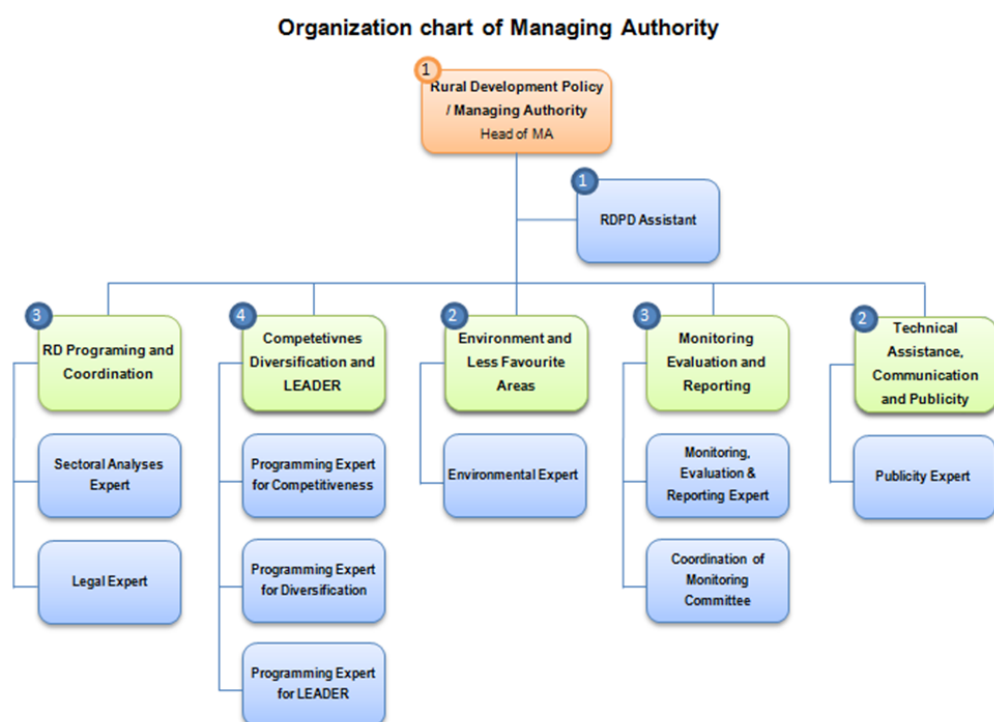 Organization chart of Managing Authority
1
Rural Development Policy
/ Managing Authority
Head of MA
1
RDPD Assistant
3
RD Programing and
Coordination
Sectoral Analyses
Expert
Legal Expert
4
Competetivnes
Diversification and
LEADER
Programming Expert
for Competitiveness
Programming Expert
for Diversification
Programming Expert
for LEADER
2
Environment and
Less Favourite
Areas
Environmental Expert
3
Monitoring
Evaluation and
Reporting
Monitoring,
Evaluation &
Reporting Expert
Coordination of
Monitoring
Committee
2
Technical
Assistance,
Communication
and Publicity
Publicity Expert